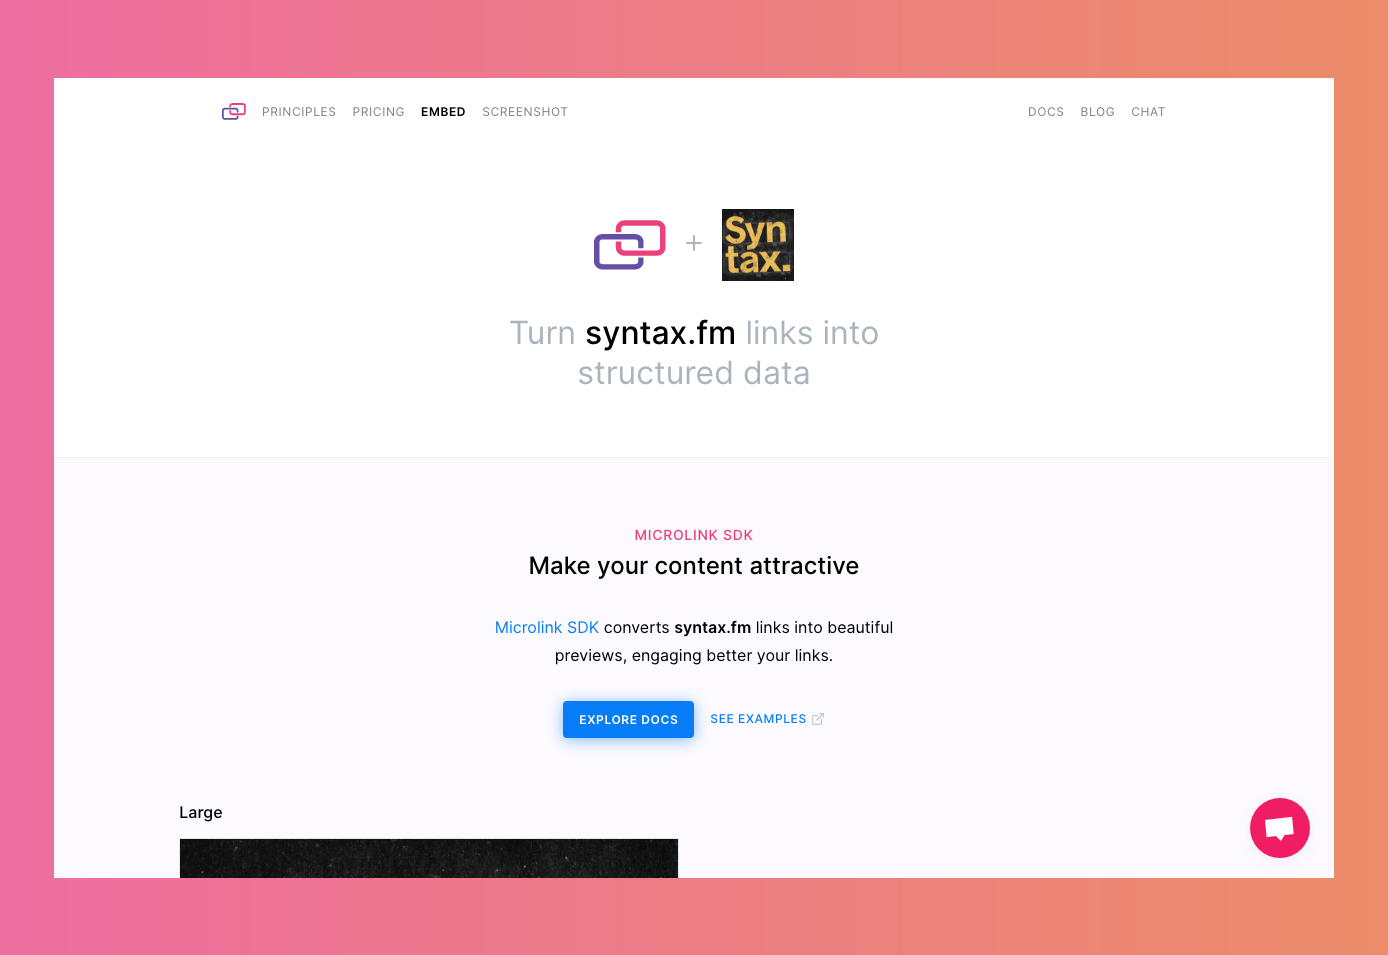 PRINCIPLES PRICING EMBED SCREENSHOT DOCS BLOG CHAT
Syn
tax.
Turn syntax.fm links into
structured data
MICROLINK SDK
Make your content attractive
Microlink SDK converts syntax.fm links into beautiful
previews, engaging better your links.
EXPLORE DOCS SEE EXAMPLES
Large